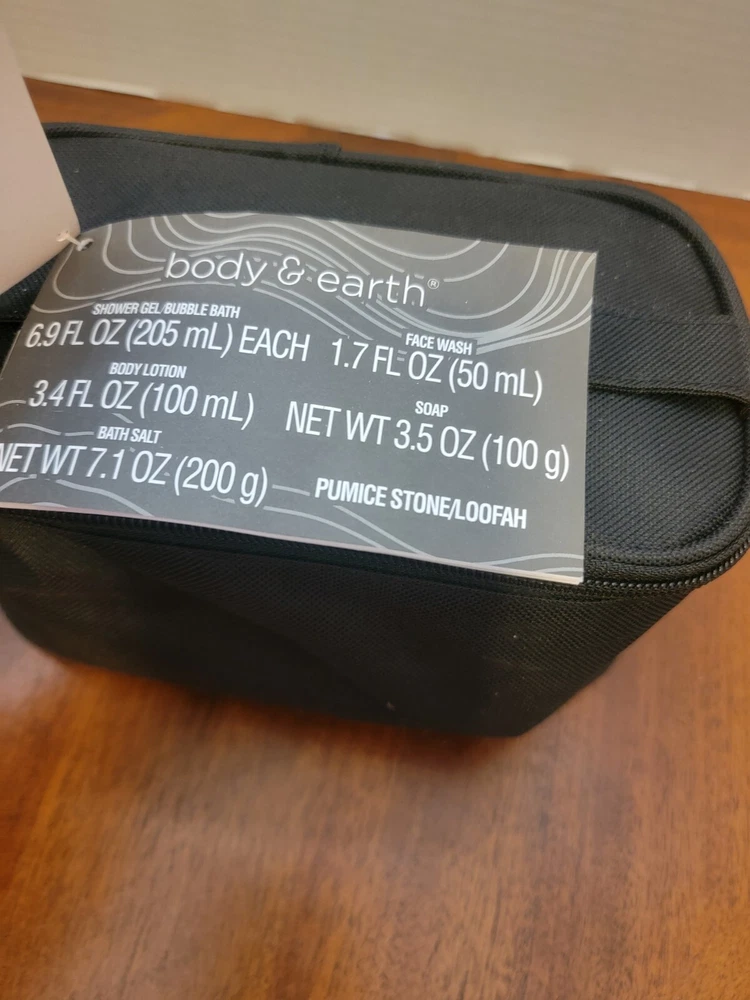 body & earth®
SHOWER GEL/BUBBLE BATH
6.9 FL OZ (205 mL) EACH
FACE WASH
1.7 FL OZ (50 mL)
BODY LOTION
3.4 FL OZ (100 mL)
SOAP
NET WT 3.5 OZ (100 g)
BATH SALT
NET WT 7.1 OZ (200 g)
PUMICE STONE/LOOFAH